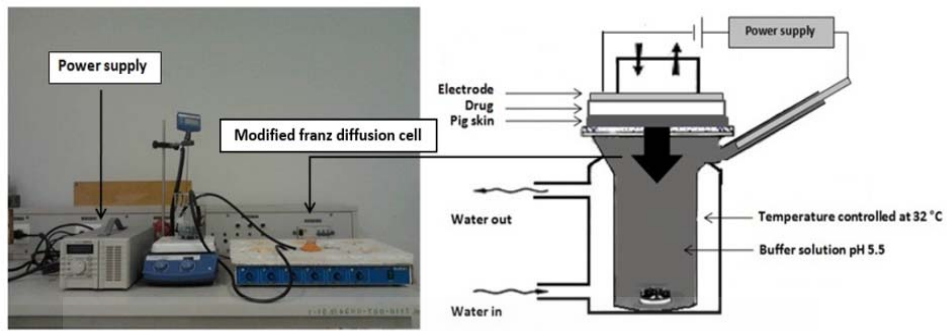 Power supply
Modified franz diffusion cell
Power supply
Electrode
Drug
Pig skin
Water out
Temperature controlled at 32 °C
Buffer solution pH 5.5
Water in